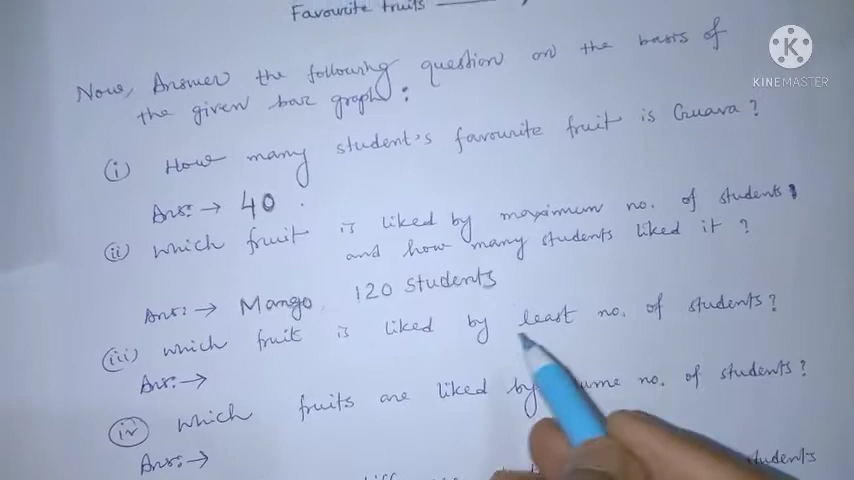 Favourite fruits
KINEMASTER
Now, Answer the following question on the basis of
the given bar graph:
(i) How many student's favourite fruit is Guava?
Ans:→ 40.
(ii) which fruit is liked by maximum no. of students,
and how many students liked it?
Ans:→ Mango, 120 students
(iii) which fruit is liked by least no. of students?
Ans:→
(iv) which fruits are liked by same no. of students?
Ans:→
students